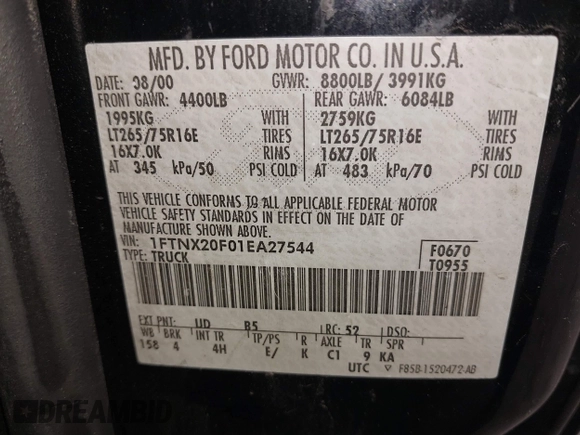 MFD. BY FORD MOTOR CO. IN U.S.A.
DATE: 08/00 GVWR: 8800LB/ 3991KG
FRONT GAWR: 4400LB REAR GAWR: 6084LB
1995KG 2759KG
LT265/75R16E TIRES LT265/75R16E TIRES
16X7.0K RIMS 16X7.0K RIMS
AT 345 kPa/50 PSI COLD AT 483 kPa/70 PSI COLD
THIS VEHICLE CONFORMS TO ALL APPLICABLE FEDERAL MOTOR
VEHICLE SAFETY STANDARDS IN EFFECT ON THE DATE OF
MANUFACTURE SHOWN ABOVE.
VIN: 1FTNX20F01EA27544 F0670
TYPE: TRUCK T0955
EXT PNT: UD B5 RC: 52 DSO:
WB BRK INT TR TP/PS R AXLE TR SPR
158 4 4H E/ K C1 9 KA
UTC ▽ F85B-1520472-AB
DREAMBID